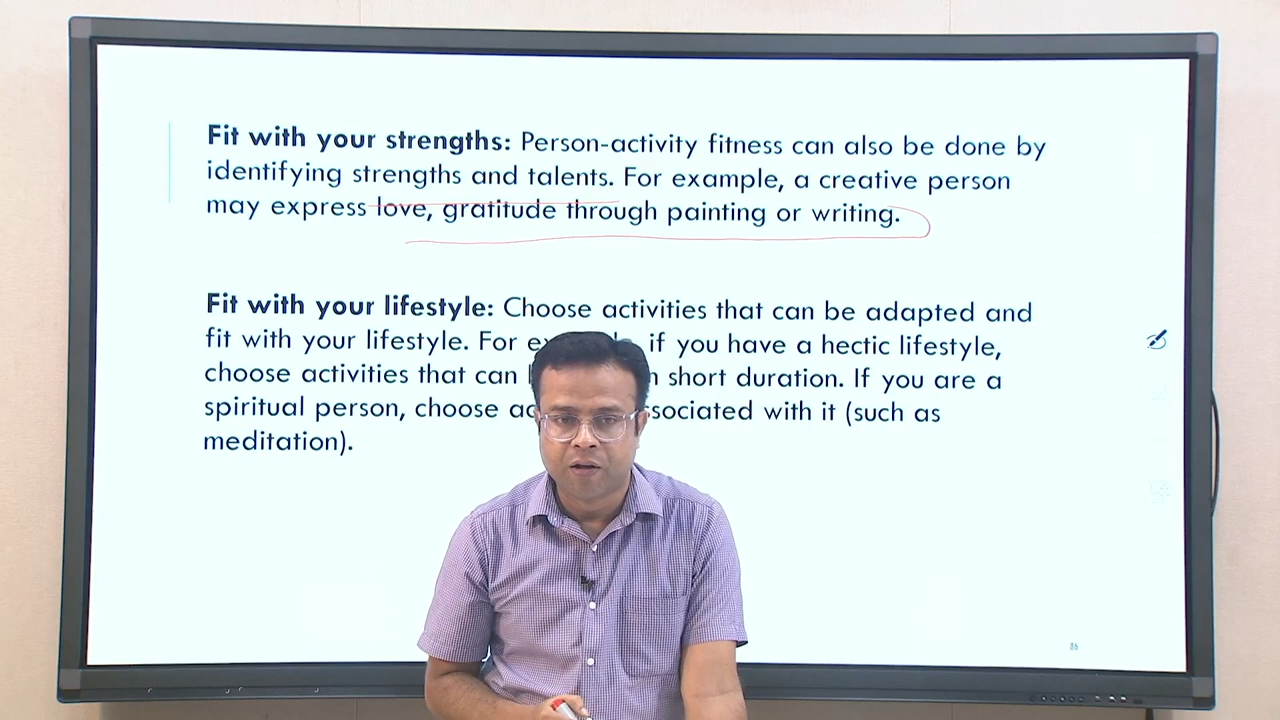 Fit with your strengths: Person-activity fitness can also be done by
identifying strengths and talents. For example, a creative person
may express love, gratitude through painting or writing.
Fit with your lifestyle: Choose activities that can be adapted and
fit with your lifestyle. For if you have a hectic lifestyle,
choose activities that can short duration. If you are a
spiritual person, choose associated with it (such as
meditation).
86